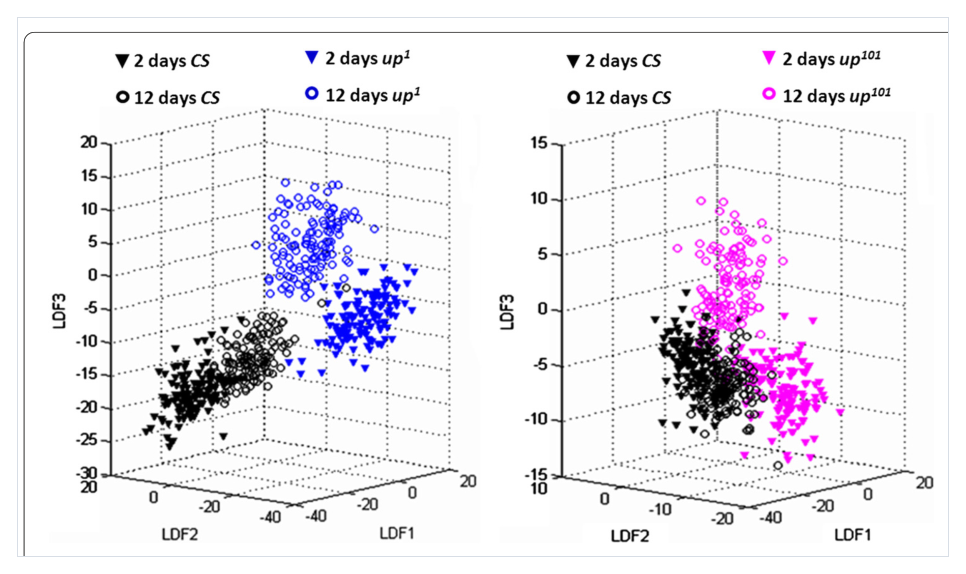 2 days CS
2 days up1
12 days CS
12 days up1
20
15
10
5
0
-5
-10
-15
-20
-25
-30
LDF3
20
0
-20
-40
LDF2
-40
-20
0
20
LDF1
2 days CS
2 days up101
12 days CS
12 days up101
15
10
5
0
-5
-10
-15
LDF3
10
0
-10
-20
LDF2
-40
-20
0
20
LDF1